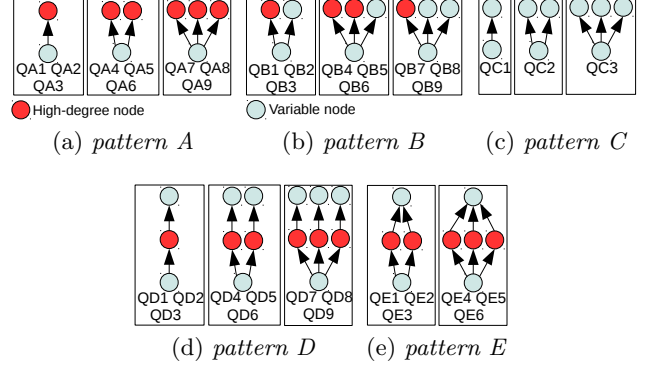 QA1 QA2
QA3
QA4 QA5
QA6
QA7 QA8
QA9
QB1 QB2
QB3
QB4 QB5
QB6
QB7 QB8
QB9
QC1
QC2
QC3
High-degree node
Variable node
(a) pattern A
(b) pattern B
(c) pattern C
QD1 QD2
QD3
QD4 QD5
QD6
QD7 QD8
QD9
QE1 QE2
QE3
QE4 QE5
QE6
(d) pattern D
(e) pattern E